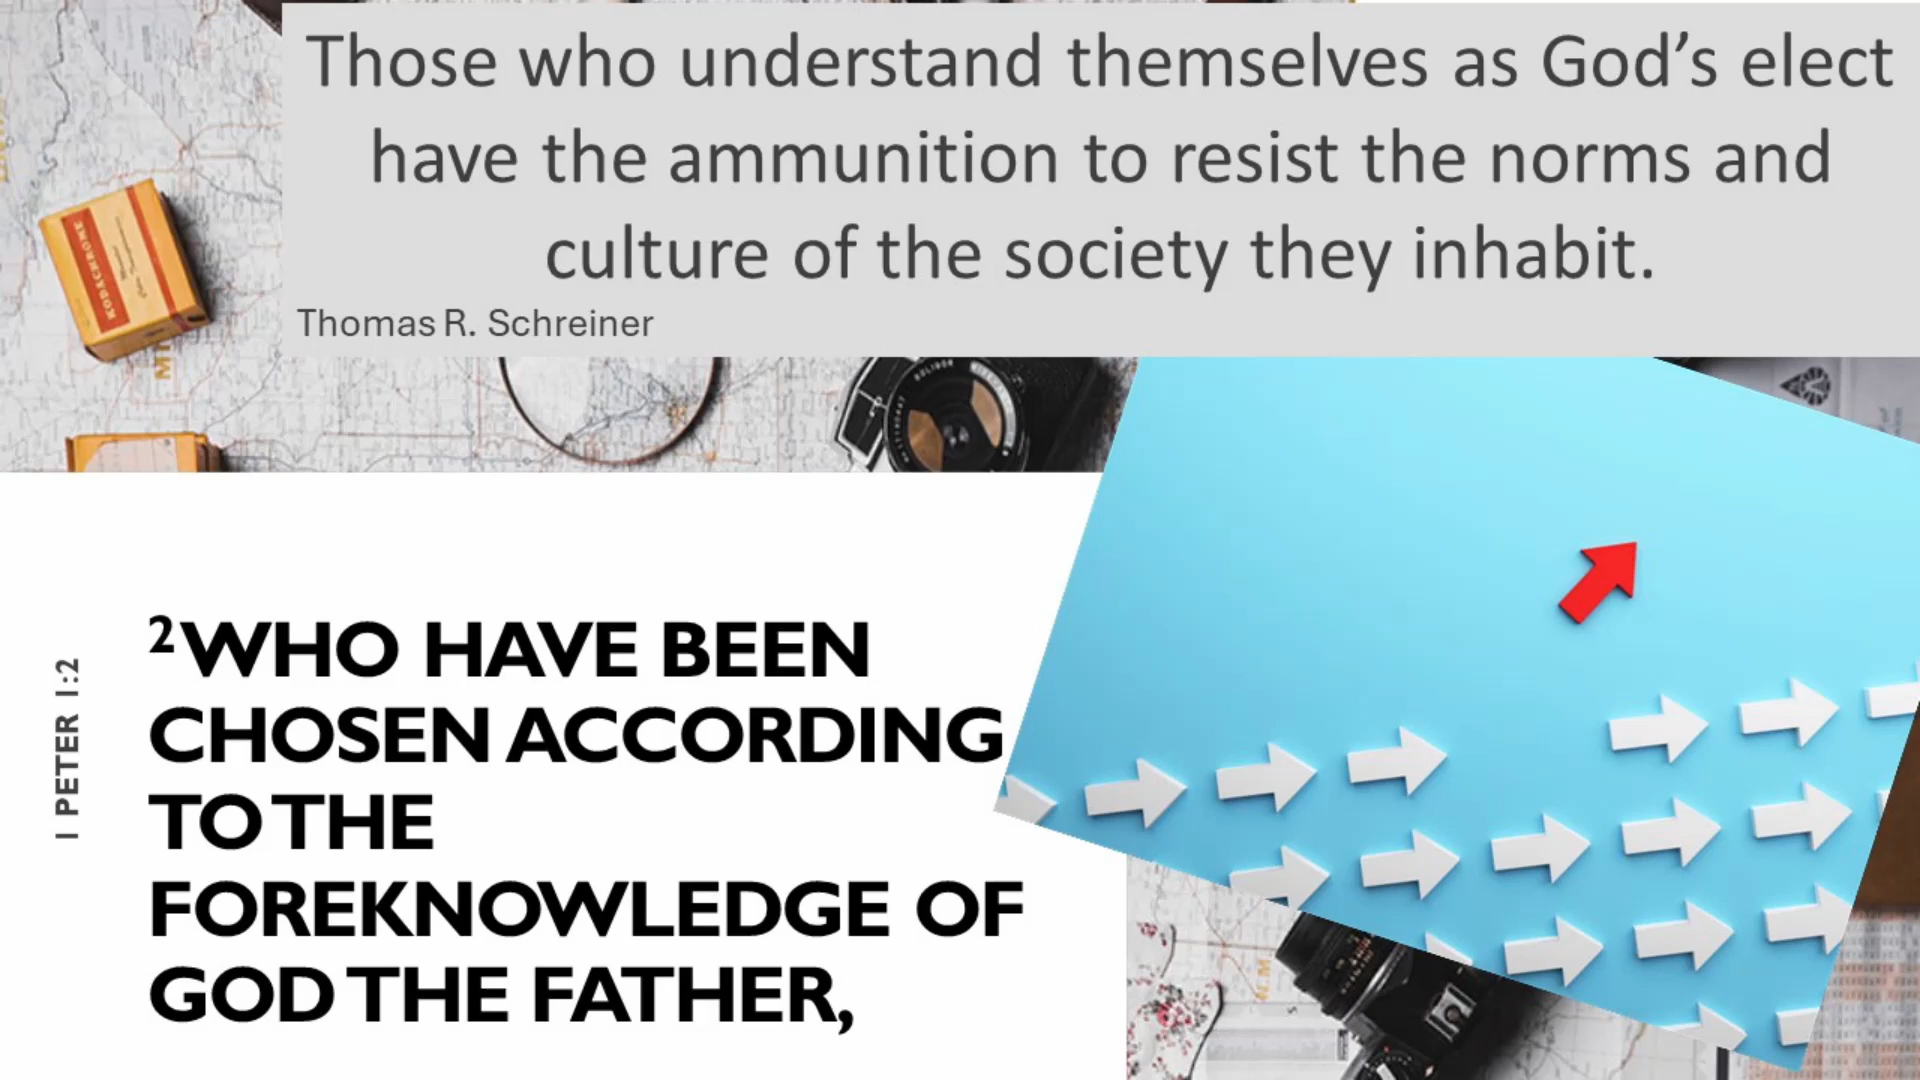 Those who understand themselves as God's elect
have the ammunition to resist the norms and
culture of the society they inhabit.
Thomas R. Schreiner
KODACHROME
I PETER 1:2
²WHO HAVE BEEN
CHOSEN ACCORDING
TO THE
FOREKNOWLEDGE OF
GOD THE FATHER,